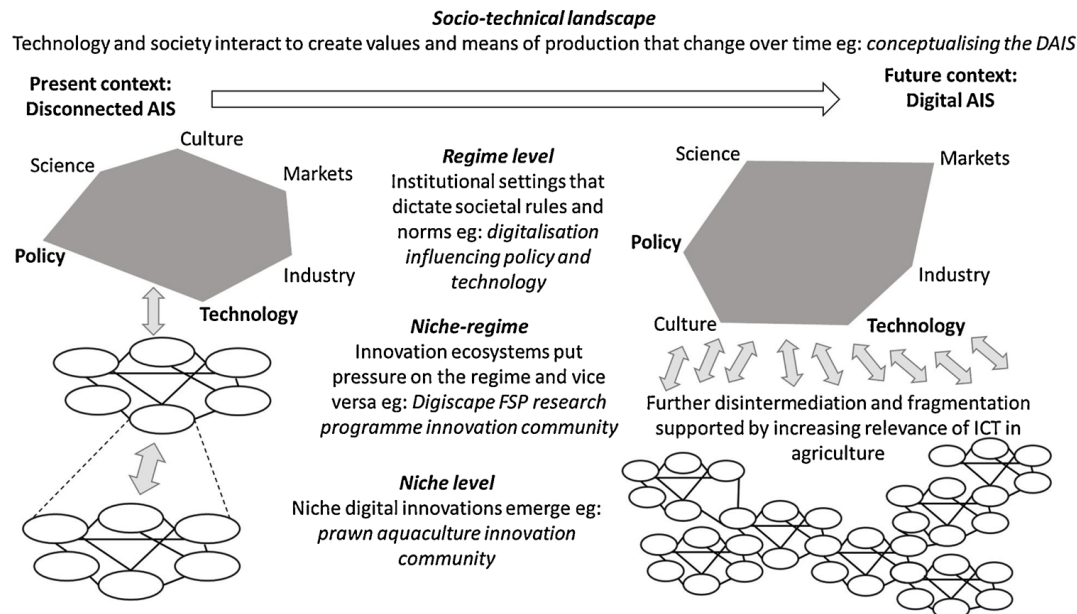 Socio-technical landscape
Technology and society interact to create values and means of production that change over time eg: conceptualising the DAIS
Present context:
Disconnected AIS
Future context:
Digital AIS
Culture
Science
Markets
Policy
Industry
Technology
Regime level
Institutional settings that
dictate societal rules and
norms eg: digitalisation
influencing policy and
technology
Niche-regime
Innovation ecosystems put
pressure on the regime and vice
versa eg: Digiscape FSP research
programme innovation community
Niche level
Niche digital innovations emerge eg:
prawn aquaculture innovation
community
Science
Markets
Policy
Industry
Culture
Technology
Further disintermediation and fragmentation
supported by increasing relevance of ICT in
agriculture